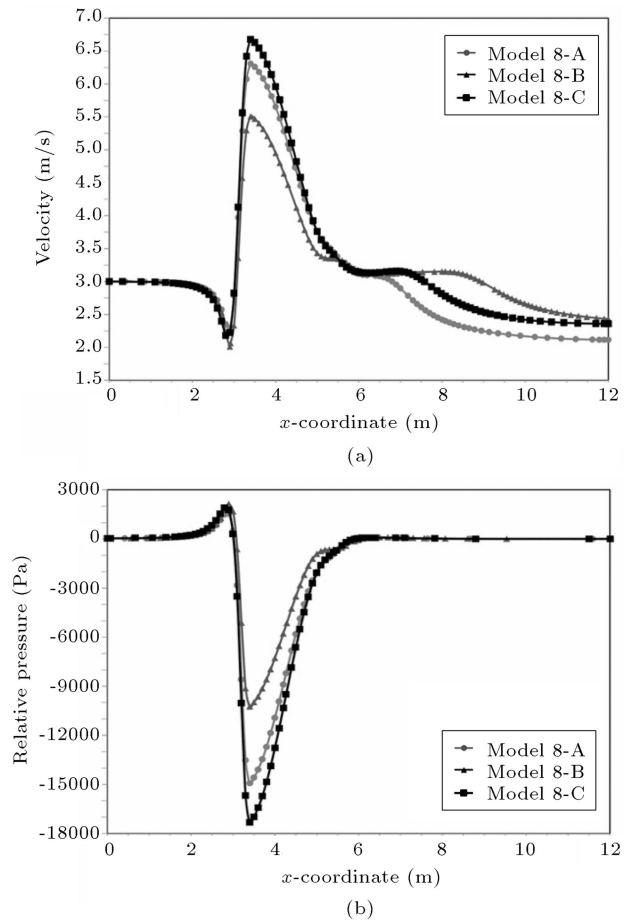 7.0
6.5
6.0
5.5
5.0
4.5
4.0
3.5
3.0
2.5
2.0
1.5
Velocity (m/s)
Model 8-A
Model 8-B
Model 8-C
0 2 4 6 8 10 12
x-coordinate (m)
(a)
3000
0
-3000
-6000
-9000
-12000
-15000
-18000
Relative pressure (Pa)
Model 8-A
Model 8-B
Model 8-C
0 2 4 6 8 10 12
x-coordinate (m)
(b)